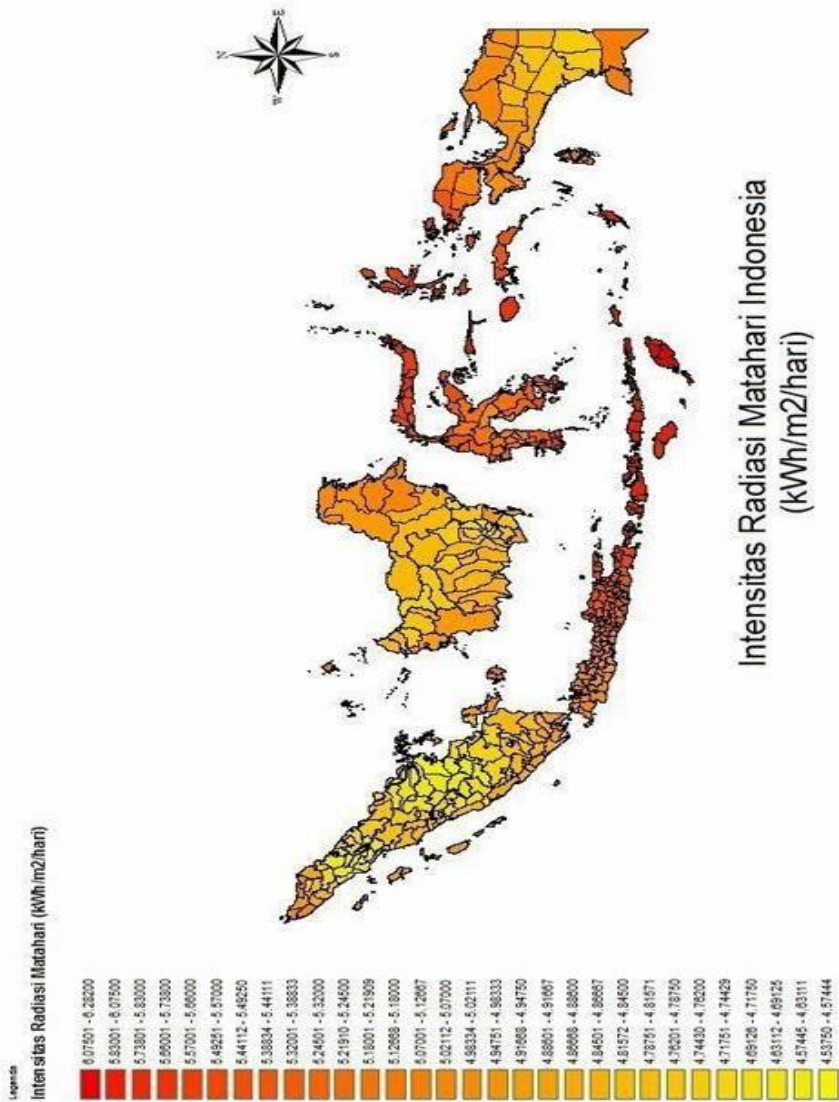 Legenda
Intensitas Radiasi Matahari (kWh/m2/hari)
6.07501 - 6.28200
5.83001 - 6.07500
5.73801 - 5.83000
5.66001 - 5.73800
5.57001 - 5.66000
5.49251 - 5.57000
5.44112 - 5.49250
5.38834 - 5.44111
5.32001 - 5.38833
5.24501 - 5.32000
5.21910 - 5.24500
5.18001 - 5.21909
5.12668 - 5.18000
5.07001 - 5.12667
5.02112 - 5.07000
4.98334 - 5.02111
4.94751 - 4.98333
4.91668 - 4.94750
4.88601 - 4.91667
4.86668 - 4.88600
4.84501 - 4.86667
4.81572 - 4.84500
4.78751 - 4.81571
4.76201 - 4.78750
4.74430 - 4.76200
4.71751 - 4.74429
4.69126 - 4.71750
4.63112 - 4.69125
4.57445 - 4.63111
4.53750 - 4.57444
N
W
E
S
Intensitas Radiasi Matahari Indonesia
(kWh/m2/hari)